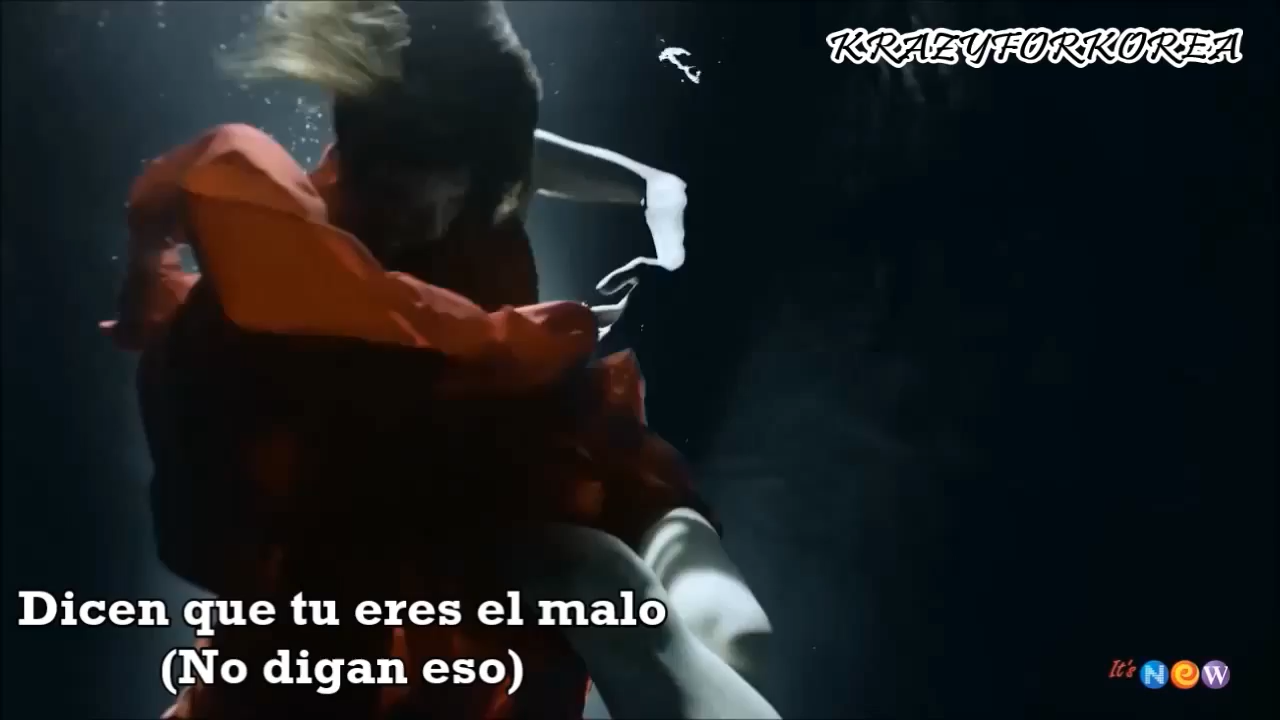 KRAZYFORKOREA
Dicen que tu eres el malo
(No digan eso)
It's NEW